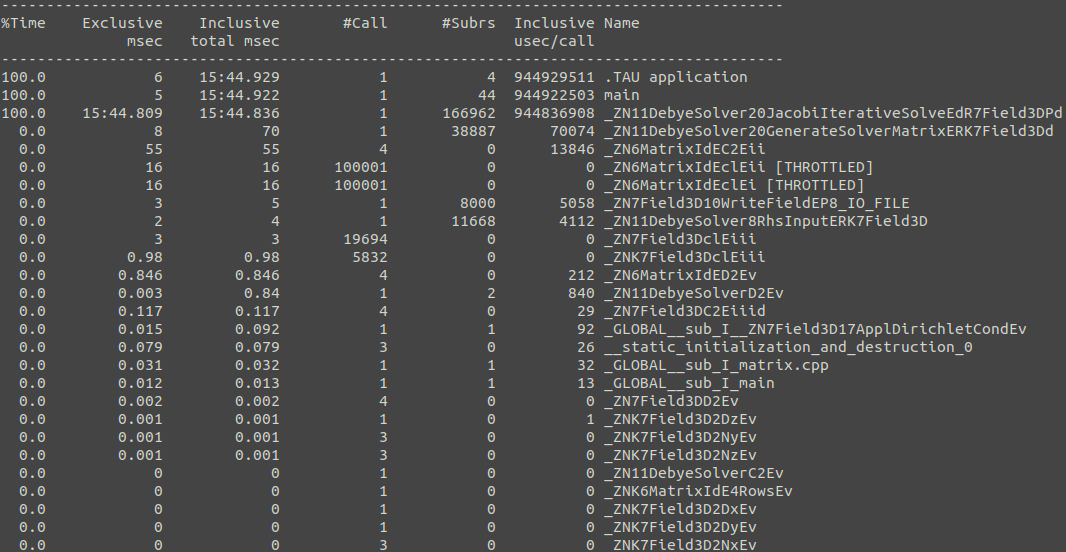 ---------------------------------------------------------------------------------------
%Time    Exclusive    Inclusive       #Call      #Subrs  Inclusive Name
              msec   total msec                          usec/call
---------------------------------------------------------------------------------------
100.0            6    15:44.929           1           4  944929511 .TAU application
100.0            5    15:44.922           1          44  944922503 main
100.0    15:44.809    15:44.836           1      166962  944836908 _ZN11DebyeSolver20JacobiIterativeSolveEdR7Field3DPd
  0.0            8           70           1       38887      70074 _ZN11DebyeSolver20GenerateSolverMatrixERK7Field3Dd
  0.0           55           55           4           0      13846 _ZN6MatrixIdEC2Eii
  0.0           16           16      100001           0          0 _ZN6MatrixIdEclEii [THROTTLED]
  0.0           16           16      100001           0          0 _ZN6MatrixIdEclEi [THROTTLED]
  0.0            3            5           1        8000       5058 _ZN7Field3D10WriteFieldEP8_IO_FILE
  0.0            2            4           1       11668       4112 _ZN11DebyeSolver8RhsInputERK7Field3D
  0.0            3            3       19694           0          0 _ZN7Field3DclEiii
  0.0         0.98         0.98        5832           0          0 _ZNK7Field3DclEiii
  0.0        0.846        0.846           4           0        212 _ZN6MatrixIdED2Ev
  0.0        0.003         0.84           1           2        840 _ZN11DebyeSolverD2Ev
  0.0        0.117        0.117           4           0         29 _ZN7Field3DC2Eiiid
  0.0        0.015        0.092           1           1         92 _GLOBAL__sub_I__ZN7Field3D17ApplDirichletCondEv
  0.0        0.079        0.079           3           0         26 __static_initialization_and_destruction_0
  0.0        0.031        0.032           1           1         32 _GLOBAL__sub_I_matrix.cpp
  0.0        0.012        0.013           1           1         13 _GLOBAL__sub_I_main
  0.0        0.002        0.002           4           0          0 _ZN7Field3DD2Ev
  0.0        0.001        0.001           1           0          1 _ZNK7Field3D2DzEv
  0.0        0.001        0.001           3           0          0 _ZNK7Field3D2NyEv
  0.0        0.001        0.001           3           0          0 _ZNK7Field3D2NzEv
  0.0            0            0           1           0          0 _ZN11DebyeSolverC2Ev
  0.0            0            0           1           0          0 _ZNK6MatrixIdE4RowsEv
  0.0            0            0           1           0          0 _ZNK7Field3D2DxEv
  0.0            0            0           1           0          0 _ZNK7Field3D2DyEv
  0.0            0            0           3           0          0 _ZNK7Field3D2NxEv